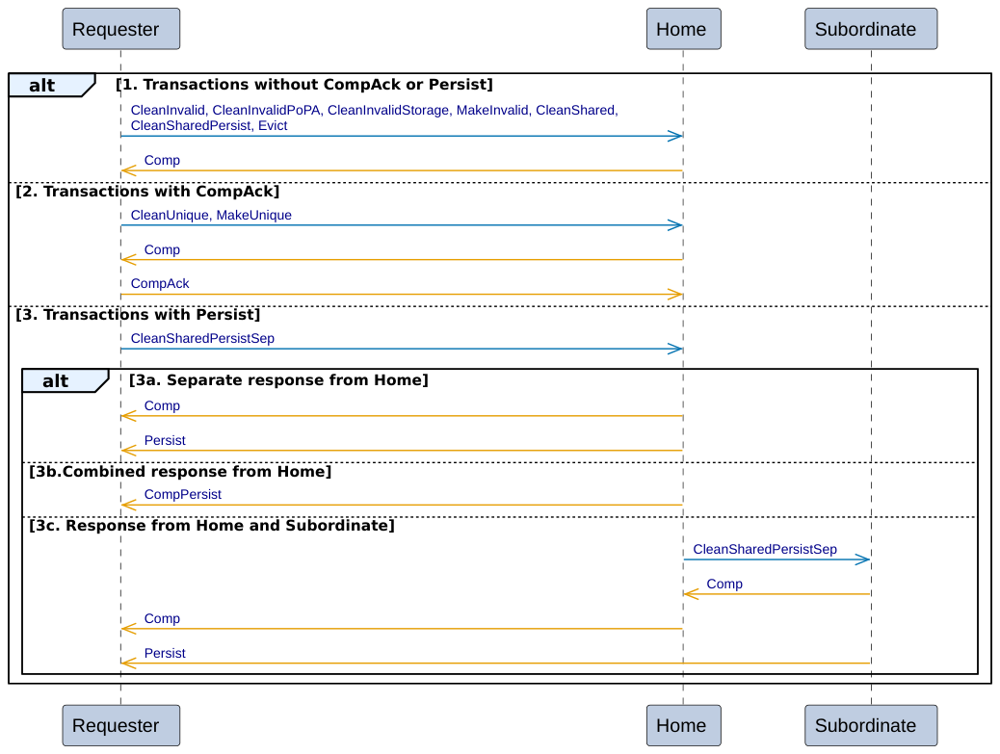 Requester
Home
Subordinate
alt
[1. Transactions without CompAck or Persist]
CleanInvalid, CleanInvalidPoPA, CleanInvalidStorage, MakeInvalid, CleanShared,
CleanSharedPersist, Evict
Comp
[2. Transactions with CompAck]
CleanUnique, MakeUnique
Comp
CompAck
[3. Transactions with Persist]
CleanSharedPersistSep
alt
[3a. Separate response from Home]
Comp
Persist
[3b.Combined response from Home]
CompPersist
[3c. Response from Home and Subordinate]
CleanSharedPersistSep
Comp
Comp
Persist
Requester
Home
Subordinate